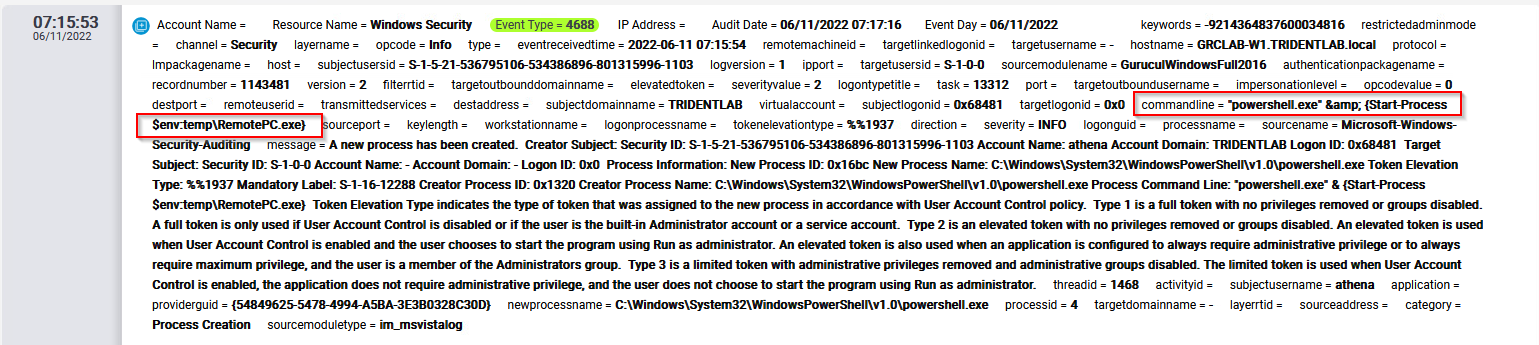 07:15:53
06/11/2022
Account Name = Resource Name = Windows Security Event Type = 4688 IP Address = Audit Date = 06/11/2022 07:17:16 Event Day = 06/11/2022 keywords = -9214364837600034816 restrictedadminmode
= channel = Security layername = opcode = Info type = eventreceivedtime = 2022-06-11 07:15:54 remotemachineid = targetlinkedlogonid = targetusername = - hostname = GRCLAB-W1.TRIDENTLAB.local protocol =
lmpackagename = host = subjectusersid = S-1-5-21-536795106-534386896-801315996-1103 logversion = 1 ipport = targetusersid = S-1-0-0 sourcemodulename = GuruculWindowsFull2016 authenticationpackagename =
recordnumber = 1143481 version = 2 filterrtid = targetoutbounddomainname = elevatedtoken = severityvalue = 2 logontypetitle = task = 13312 port = targetoutboundusername = impersonationlevel = opcodevalue = 0
destport = remoteuserid = transmittedservices = destaddress = subjectdomainname = TRIDENTLAB virtualaccount = subjectlogonid = 0x68481 targetlogonid = 0x0 commandline = "powershell.exe" &amp; {Start-Process
$env:temp\RemotePC.exe} sourceport = keylength = workstationname = logonprocessname = tokenelevationtype = %%1937 direction = severity = INFO logonguid = processname = sourcename = Microsoft-Windows-
Security-Auditing message = A new process has been created. Creator Subject: Security ID: S-1-5-21-536795106-534386896-801315996-1103 Account Name: athena Account Domain: TRIDENTLAB Logon ID: 0x68481 Target
Subject: Security ID: S-1-0-0 Account Name: - Account Domain: - Logon ID: 0x0 Process Information: New Process ID: 0x16bc New Process Name: C:\Windows\System32\WindowsPowerShell\v1.0\powershell.exe Token Elevation
Type: %%1937 Mandatory Label: S-1-16-12288 Creator Process ID: 0x1320 Creator Process Name: C:\Windows\System32\WindowsPowerShell\v1.0\powershell.exe Process Command Line: "powershell.exe" & {Start-Process
$env:temp\RemotePC.exe} Token Elevation Type indicates the type of token that was assigned to the new process in accordance with User Account Control policy. Type 1 is a full token with no privileges removed or groups disabled.
A full token is only used if User Account Control is disabled or if the user is the built-in Administrator account or a service account. Type 2 is an elevated token with no privileges removed or groups disabled. An elevated token is used
when User Account Control is enabled and the user chooses to start the program using Run as administrator. An elevated token is also used when an application is configured to always require administrative privilege or to always
require maximum privilege, and the user is a member of the Administrators group. Type 3 is a limited token with administrative privileges removed and administrative groups disabled. The limited token is used when User Account
Control is enabled, the application does not require administrative privilege, and the user does not choose to start the program using Run as administrator. threadid = 1468 activityid = subjectusername = athena application =
providerguid = {54849625-5478-4994-A5BA-3E3B0328C30D} newprocessname = C:\Windows\System32\WindowsPowerShell\v1.0\powershell.exe processid = 4 targetdomainname = - layerrtid = sourceaddress = category =
Process Creation sourcemoduletype = im_msvistalog